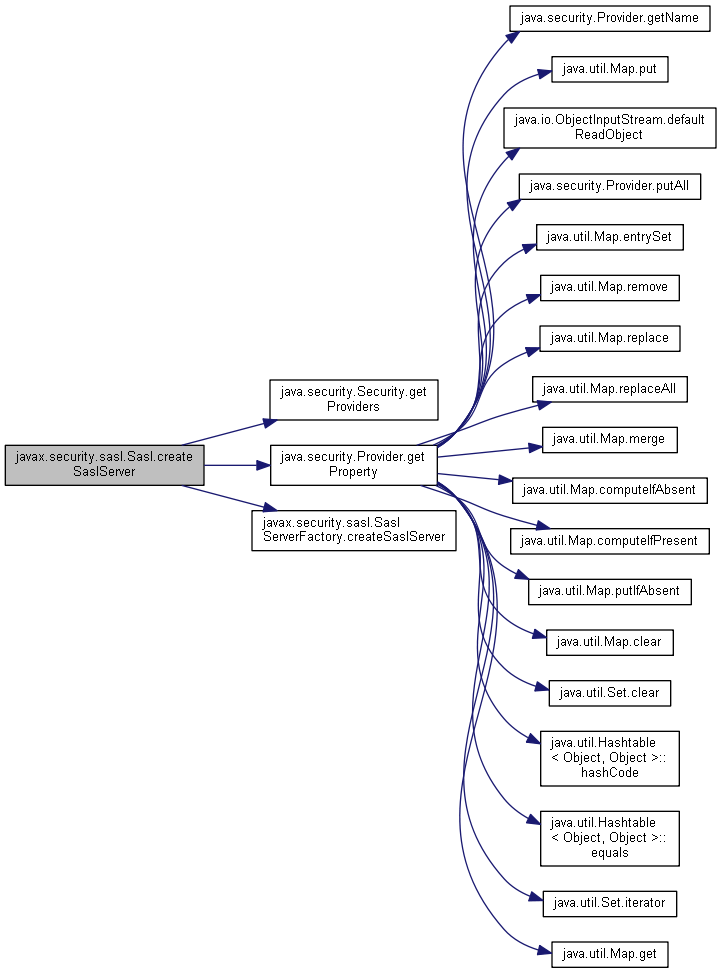 javax.security.sasl.Sasl.create
SaslServer
java.security.Security.get
Providers
java.security.Provider.get
Property
javax.security.sasl.Sasl
ServerFactory.createSaslServer
java.security.Provider.getName
java.util.Map.put
java.io.ObjectInputStream.default
ReadObject
java.security.Provider.putAll
java.util.Map.entrySet
java.util.Map.remove
java.util.Map.replace
java.util.Map.replaceAll
java.util.Map.merge
java.util.Map.computeIfAbsent
java.util.Map.computeIfPresent
java.util.Map.putIfAbsent
java.util.Map.clear
java.util.Set.clear
java.util.Hashtable
< Object, Object >::
hashCode
java.util.Hashtable
< Object, Object >::
equals
java.util.Set.iterator
java.util.Map.get